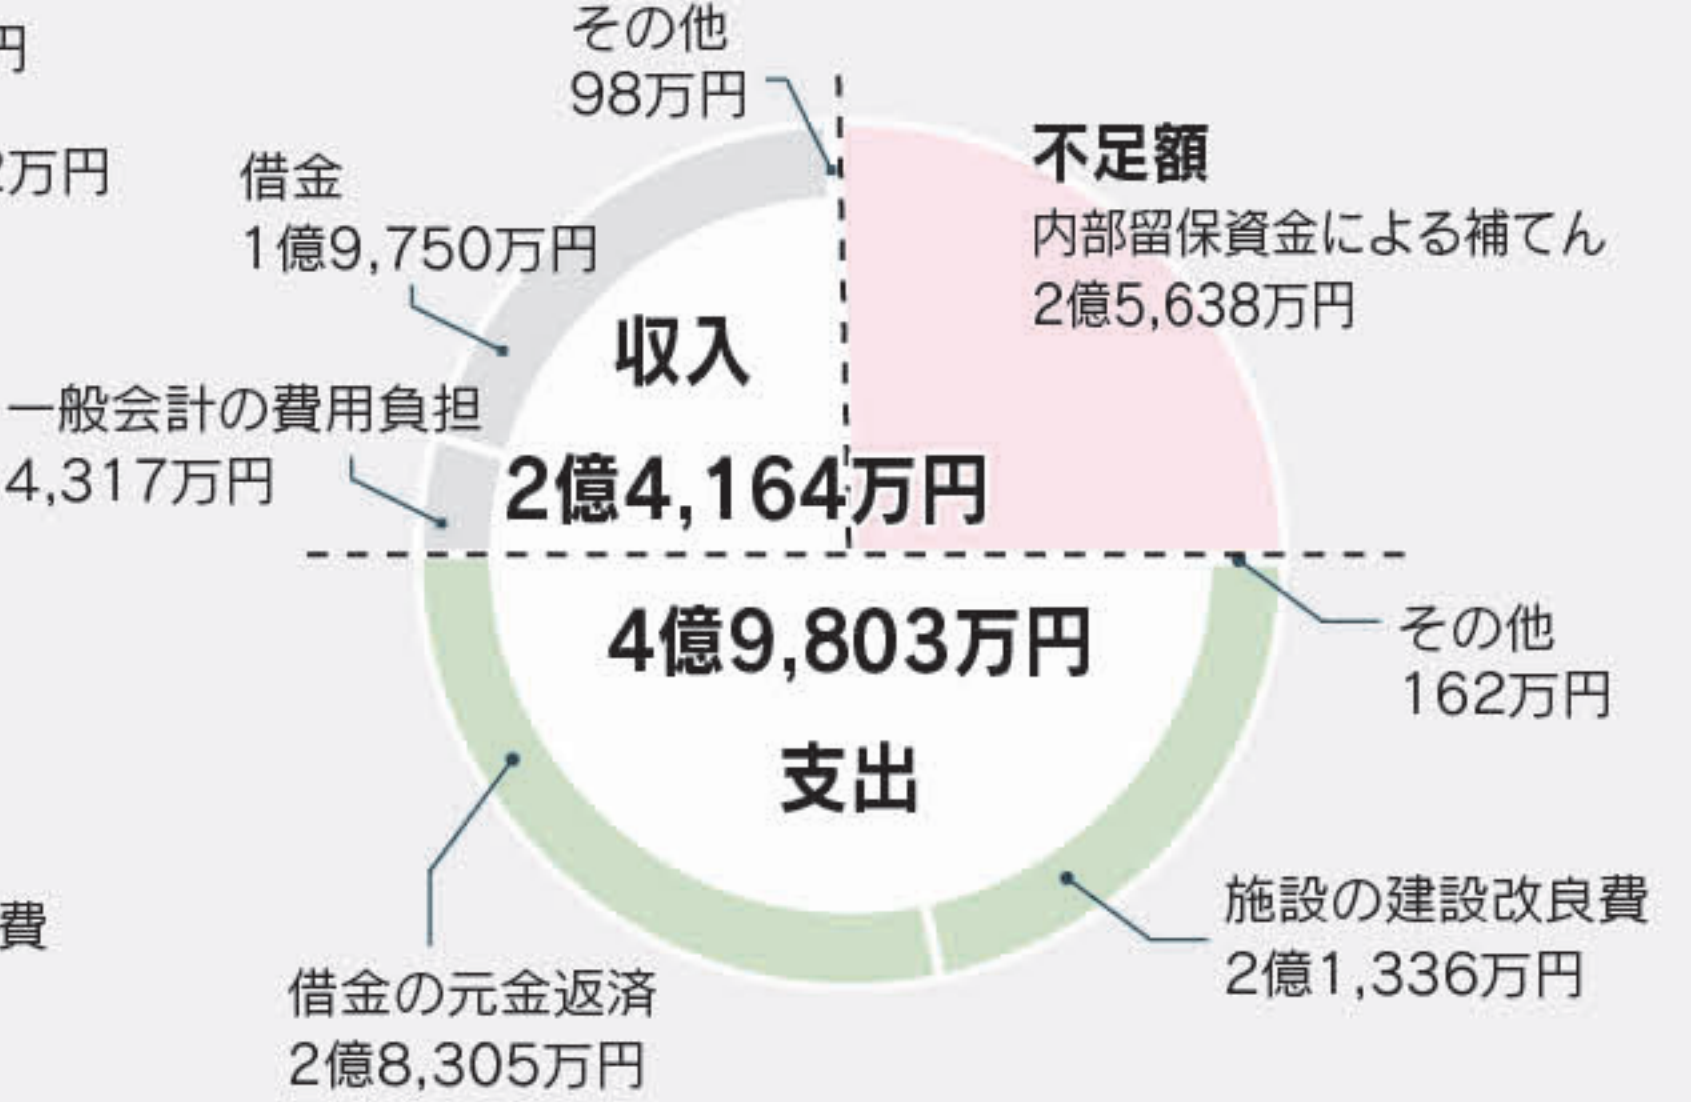 円
その他
98万円
不足額
内部留保資金による補てん
2億5,638万円
万円
借金
1億9,750万円
収入
2億4,164万円
一般会計の費用負担
4,317万円
4億9,803万円
支出
その他
162万円
施設の建設改良費
2億1,336万円
費
借金の元金返済
2億8,305万円